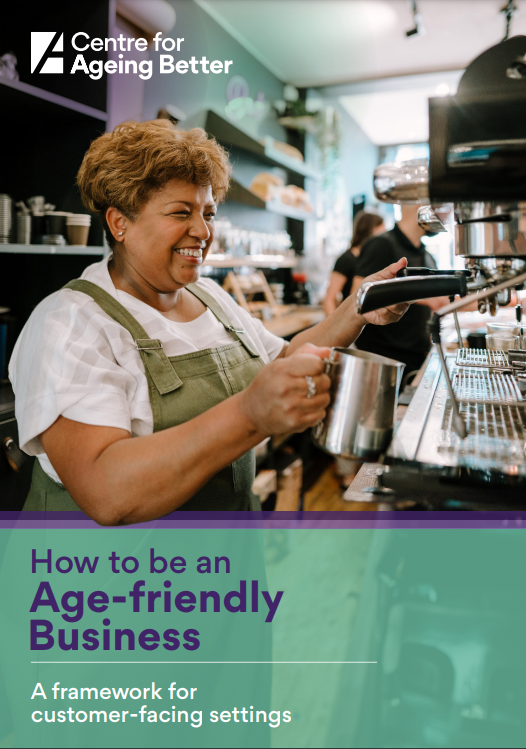 Centre for
Ageing Better
How to be an
Age-friendly
Business
A framework for
customer-facing settings